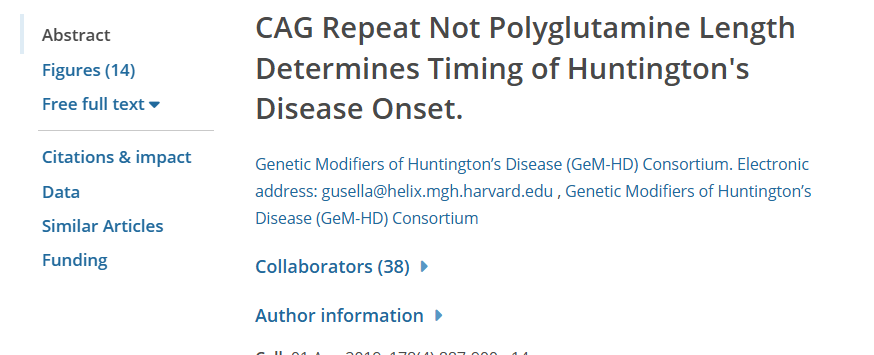 Abstract
Figures (14)
Free full text
Citations & impact
Data
Similar Articles
Funding
CAG Repeat Not Polyglutamine Length
Determines Timing of Huntington's
Disease Onset.
Genetic Modifiers of Huntington’s Disease (GeM-HD) Consortium. Electronic
address: gusella@helix.mgh.harvard.edu , Genetic Modifiers of Huntington’s
Disease (GeM-HD) Consortium
Collaborators (38)
Author information